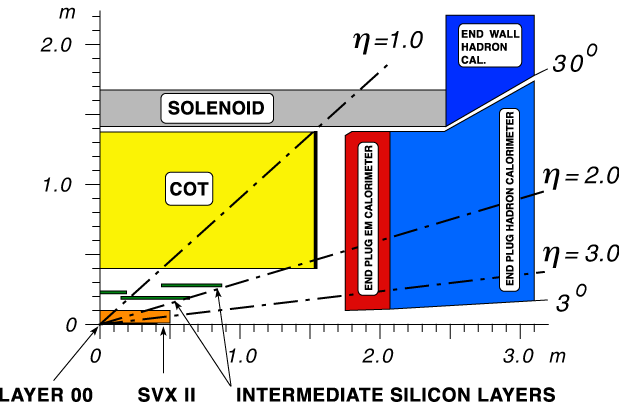 m
2.0
η = 1.0
END WALL
HADRON
CAL.
30⁰
SOLENOID
END PLUG EM CALORIMETER
END PLUG HADRON CALORIMETER
1.0
COT
η = 2.0
η = 3.0
3⁰
0
0
1.0
2.0
3.0
m
LAYER 00
SVX II
INTERMEDIATE SILICON LAYERS